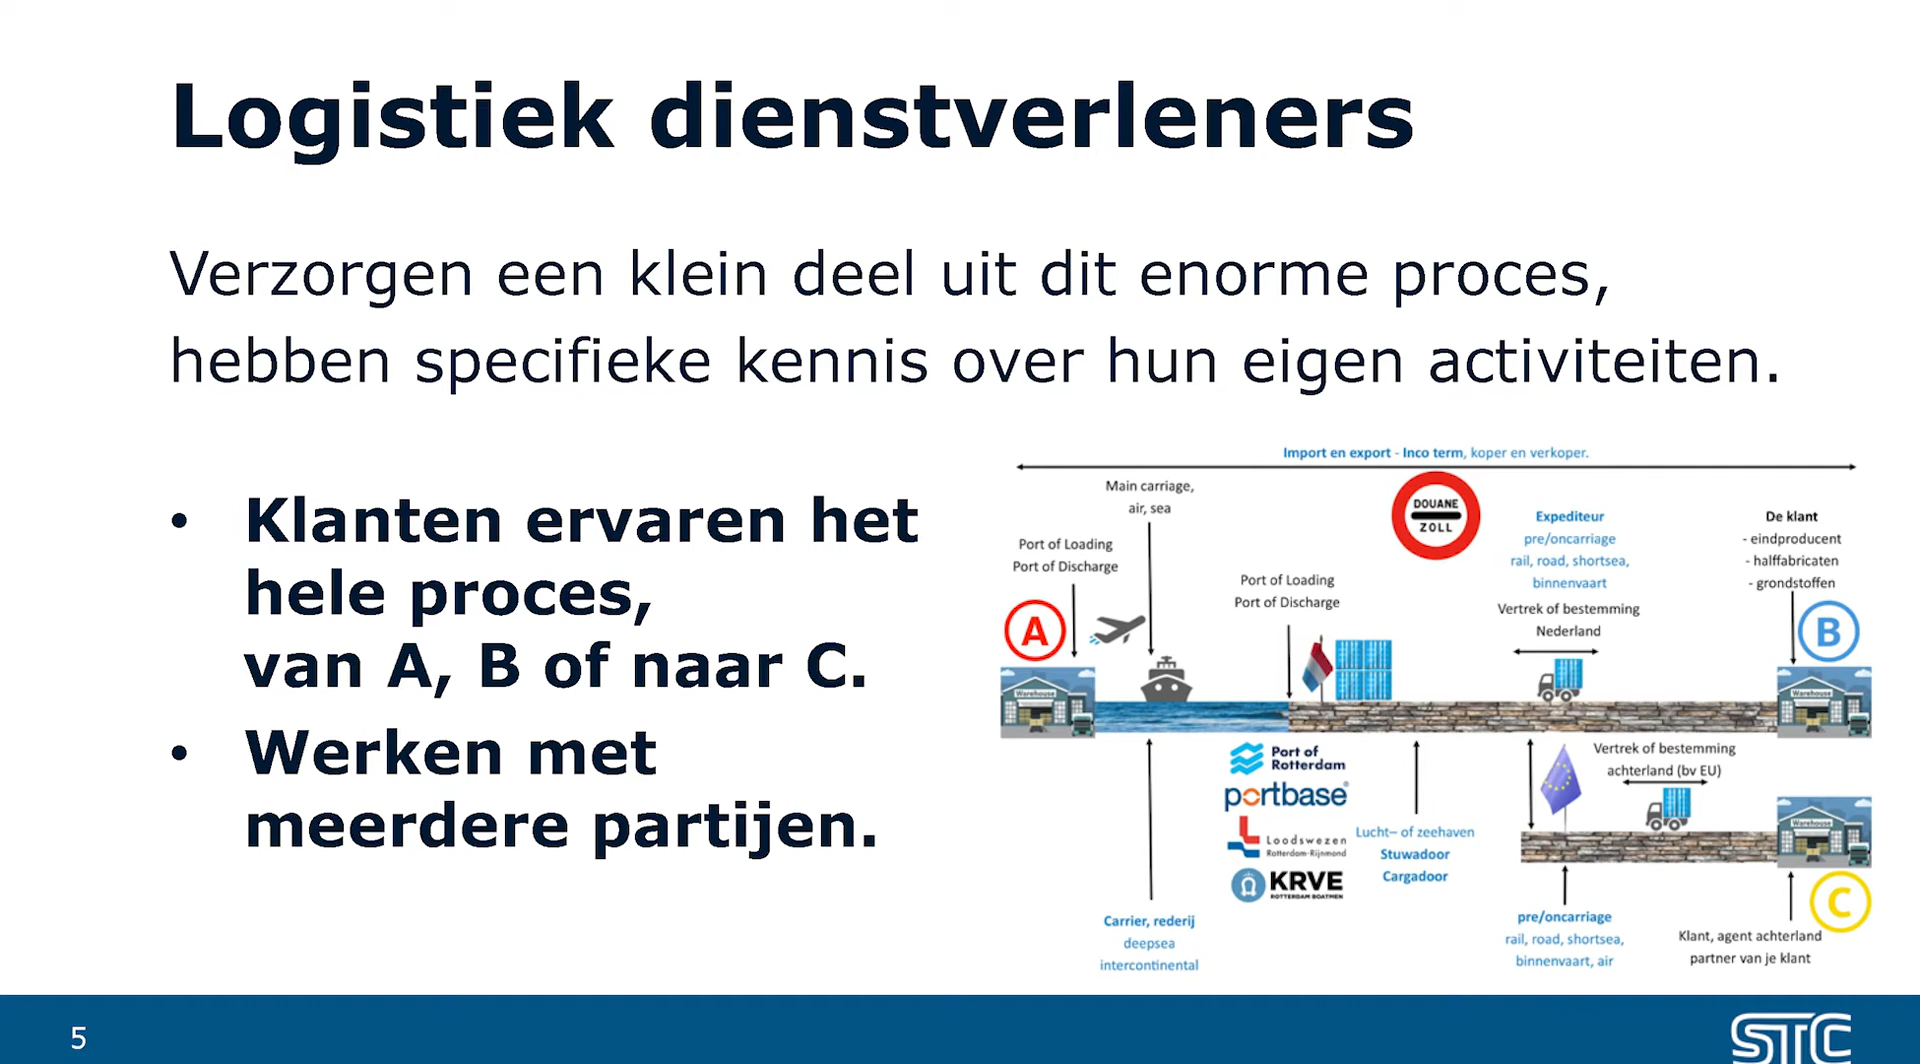 Logistiek dienstverleners
Verzorgen een klein deel uit dit enorme proces,
hebben specifieke kennis over hun eigen activiteiten.
• Klanten ervaren het
hele proces,
van A, B of naar C.
• Werken met
meerdere partijen.
Import en export - Inco term, koper en verkoper.
Main carriage,
air, sea
Port of Loading
Port of Discharge
A
Warehouse
Port of Loading
Port of Discharge
DOUANE
ZOLL
Expediteur
pre/oncarriage
rail, road, shortsea,
binnenvaart
Vertrek of bestemming
Nederland
De klant
- eindproducent
- halffabricaten
- grondstoffen
B
Warehouse
Port of
Rotterdam
portbase
Loodswezen
Rotterdam-Rijnmond
KRVE
ROTTERDAM BOATMEN
Lucht– of zeehaven
Stuwadoor
Cargadoor
Vertrek of bestemming
achterland (bv EU)
Warehouse
C
Carrier, rederij
deepsea
intercontinental
pre/oncarriage
rail, road, shortsea,
binnenvaart, air
Klant, agent achterland
partner van je klant
5
STC